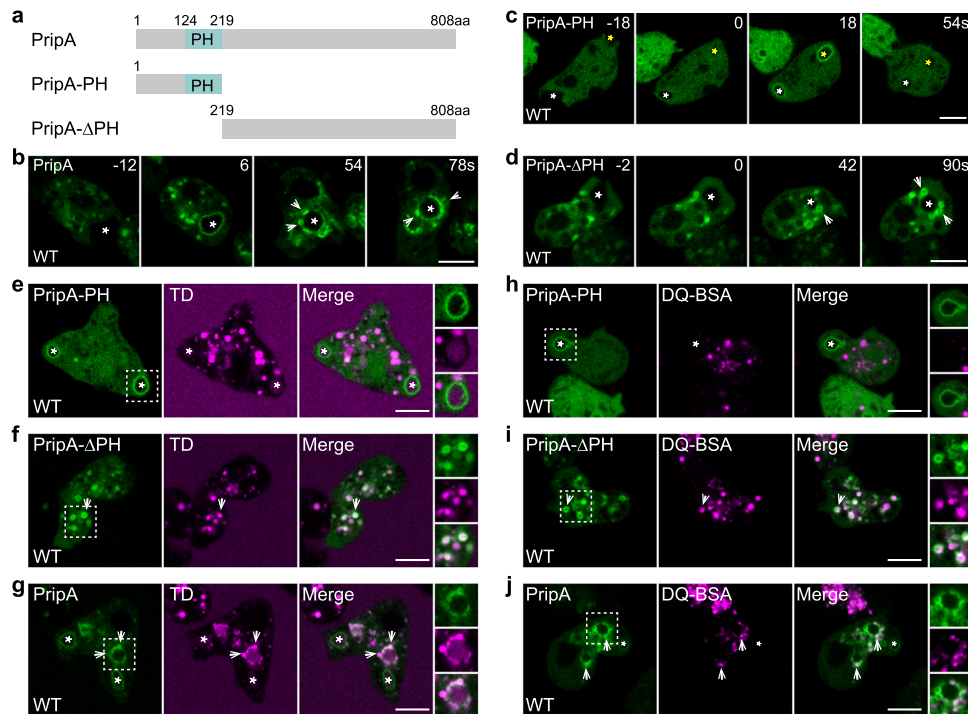 a
1 124 219 808aa
PripA PH
1
PripA-PH PH
219 808aa
PripA-ΔPH
b
PripA -12 6 54 78s
WT
c
PripA-PH -18 0 18 54s
WT
d
PripA-ΔPH -2 0 42 90s
WT
e
PripA-PH TD Merge
WT
f
PripA-ΔPH TD Merge
WT
g
PripA TD Merge
WT
h
PripA-PH DQ-BSA Merge
WT
i
PripA-ΔPH DQ-BSA Merge
WT
j
PripA DQ-BSA Merge
WT